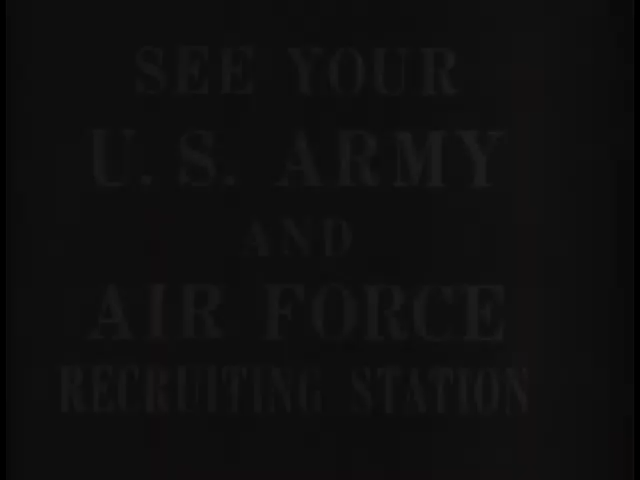 SEE YOUR
U.S. ARMY
AND
AIR FORCE
RECRUITING STATION